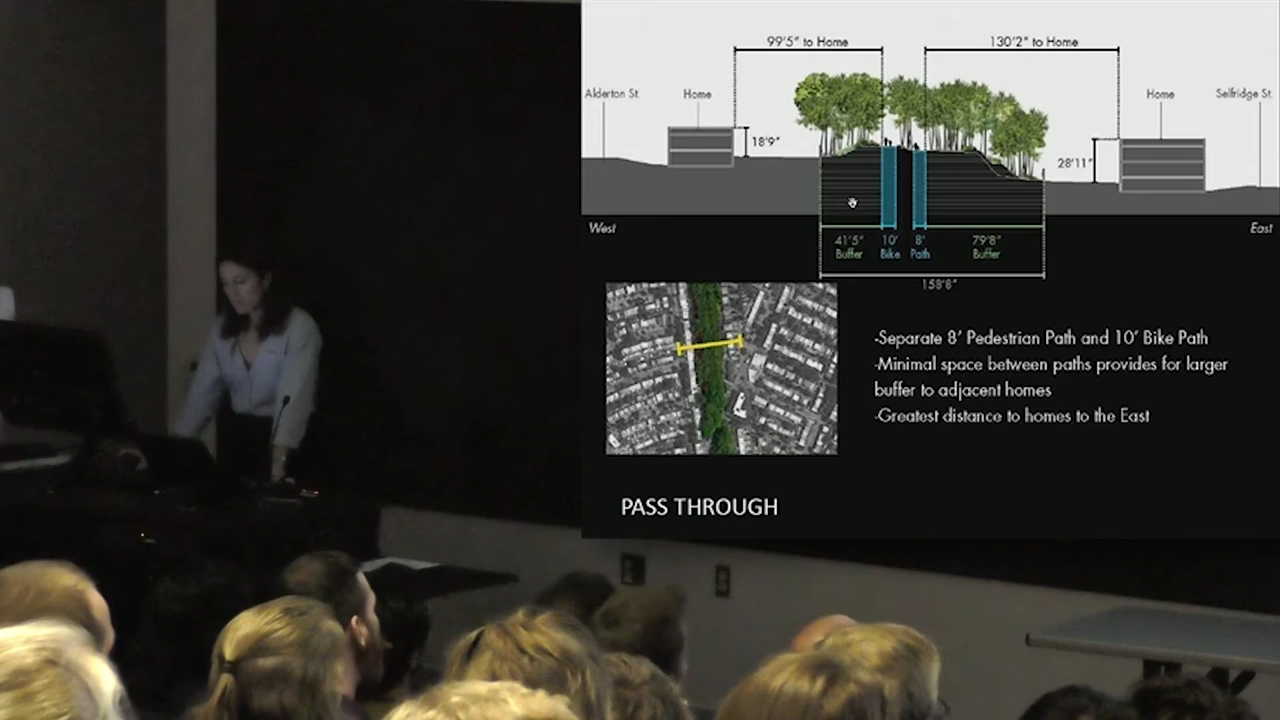 99'5" to Home
130'2" to Home
Alderton St.
Home
Home
Selfridge St.
18'9"
28'11"
West
East
41'5"
Buffer
10'
Bike
8'
Path
79'8"
Buffer
158'8"
-Separate 8' Pedestrian Path and 10' Bike Path
-Minimal space between paths provides for larger
buffer to adjacent homes
-Greatest distance to homes to the East
PASS THROUGH